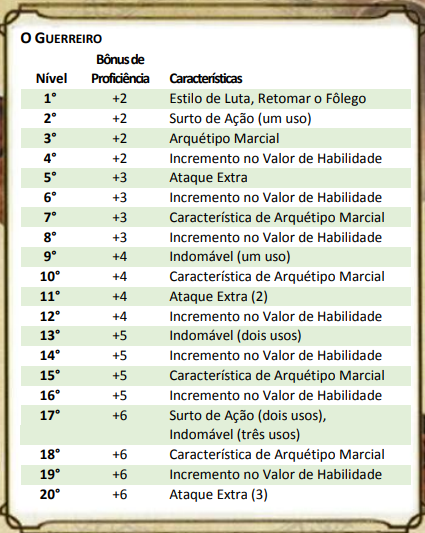 O GUERREIRO
Bônus de
Nível Proficiência Características
1° +2 Estilo de Luta, Retomar o Fôlego
2° +2 Surto de Ação (um uso)
3° +2 Arquétipo Marcial
4° +2 Incremento no Valor de Habilidade
5° +3 Ataque Extra
6° +3 Incremento no Valor de Habilidade
7° +3 Característica de Arquétipo Marcial
8° +3 Incremento no Valor de Habilidade
9° +4 Indomável (um uso)
10° +4 Característica de Arquétipo Marcial
11° +4 Ataque Extra (2)
12° +4 Incremento no Valor de Habilidade
13° +5 Indomável (dois usos)
14° +5 Incremento no Valor de Habilidade
15° +5 Característica de Arquétipo Marcial
16° +5 Incremento no Valor de Habilidade
17° +6 Surto de Ação (dois usos),
Indomável (três usos)
18° +6 Característica de Arquétipo Marcial
19° +6 Incremento no Valor de Habilidade
20° +6 Ataque Extra (3)